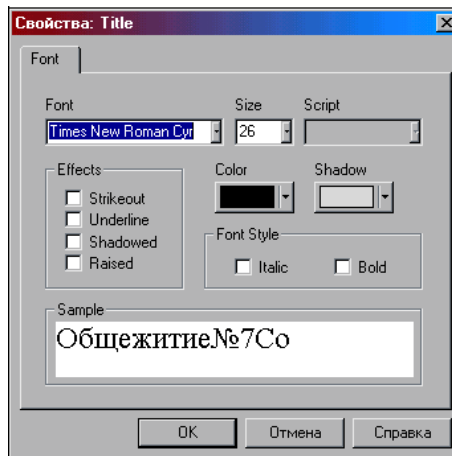 Свойства: Title
Font
Font Size Script
Times New Roman Cyr 26
Effects Color Shadow
Strikeout
Underline
Shadowed Font Style
Raised Italic Bold
Sample
Общежитие№7Со
OK Отмена Справка